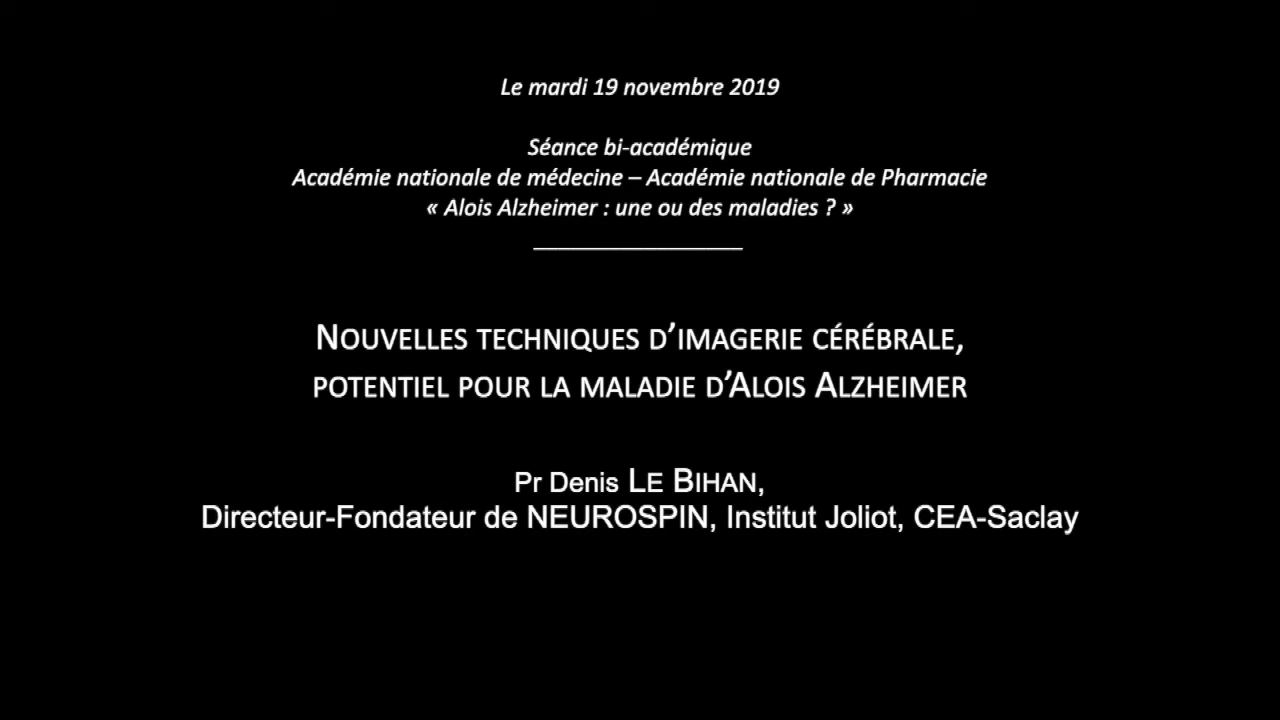 Le mardi 19 novembre 2019
Séance bi-académique
Académie nationale de médecine – Académie nationale de Pharmacie
« Alois Alzheimer : une ou des maladies ? »
NOUVELLES TECHNIQUES D’IMAGERIE CÉRÉBRALE,
POTENTIEL POUR LA MALADIE D’ALOIS ALZHEIMER
Pr Denis LE BIHAN,
Directeur-Fondateur de NEUROSPIN, Institut Joliot, CEA-Saclay